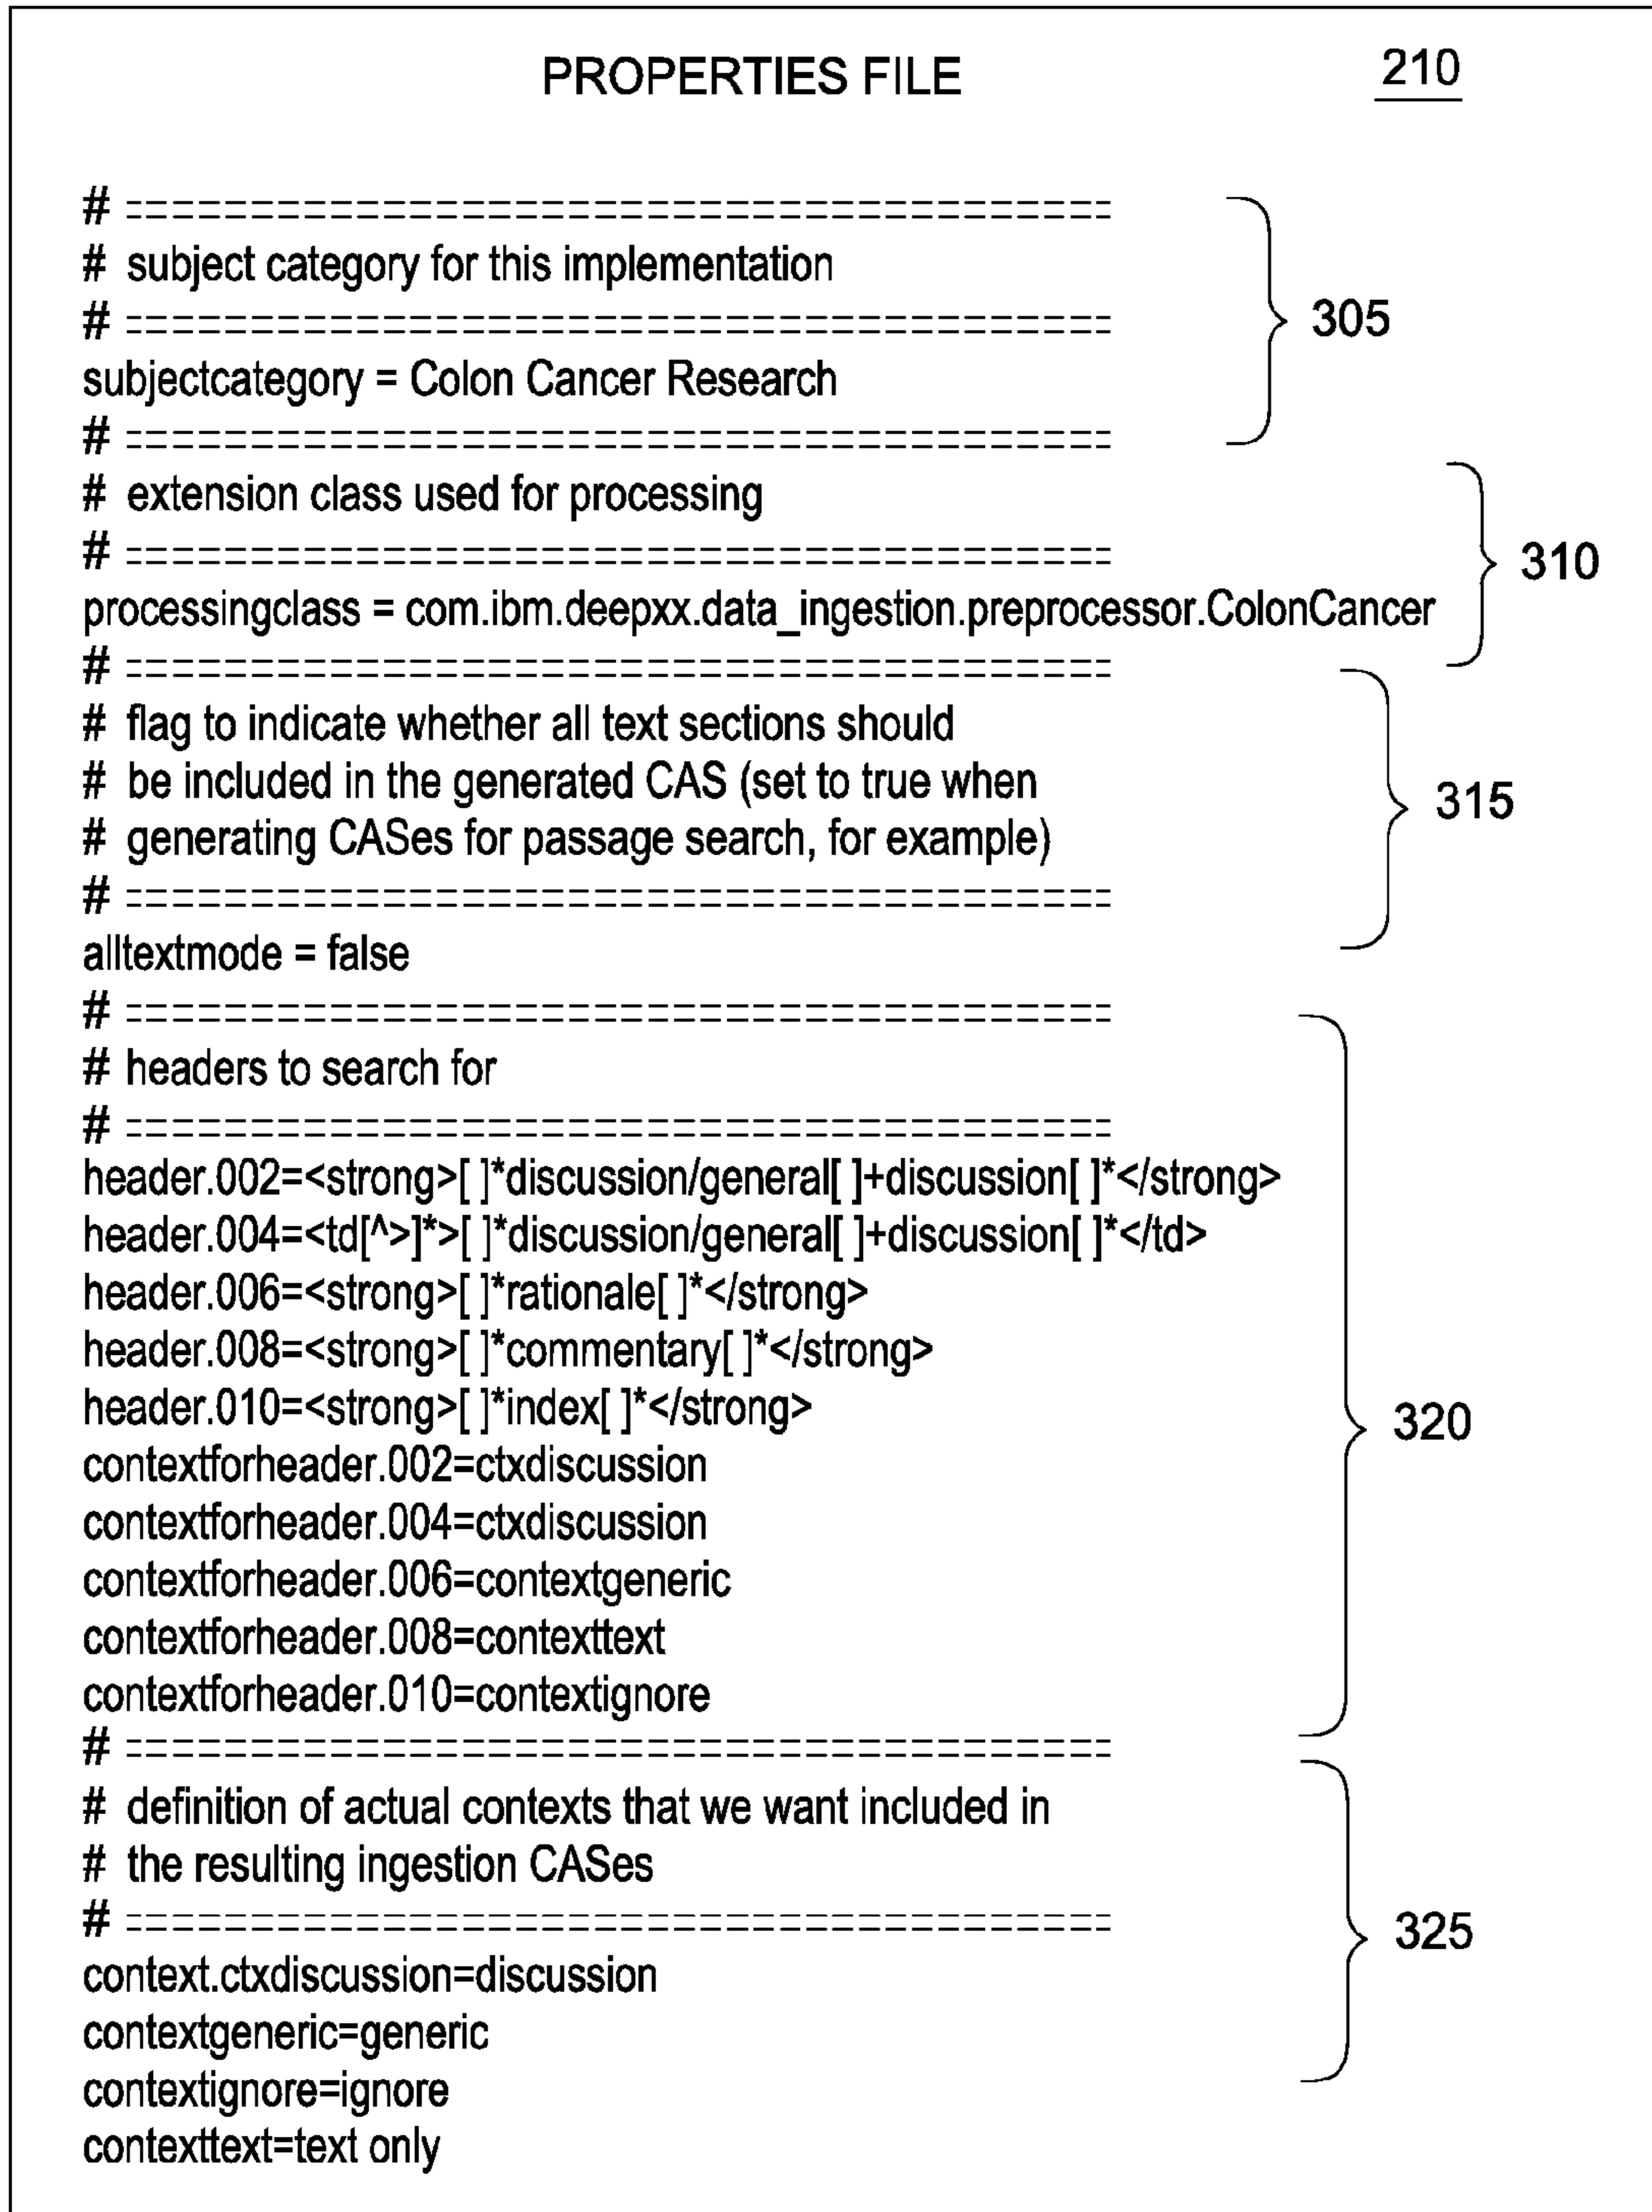 PROPERTIES FILE 210
# ======================================
# subject category for this implementation
# ======================================
305
subjectcategory = Colon Cancer Research
# ======================================
# extension class used for processing
# ======================================
310
processingclass = com.ibm.deepxx.data_ingestion.preprocessor.ColonCancer
# ======================================
# flag to indicate whether all text sections should
# be included in the generated CAS (set to true when
315
# generating CASes for passage search, for example)
# ======================================
alltextmode = false
# ======================================
# headers to search for
# ======================================
header.002=<strong>[ ]*discussion/general[ ]+discussion[ ]*</strong>
header.004=<td[^>]*>[ ]*discussion/general[ ]+discussion[ ]*</td>
header.006=<strong>[ ]*rationale[ ]*</strong>
header.008=<strong>[ ]*commentary[ ]*</strong>
header.010=<strong>[ ]*index[ ]*</strong>
320
contextforheader.002=ctxdiscussion
contextforheader.004=ctxdiscussion
contextforheader.006=contextgeneric
contextforheader.008=contexttext
contextforheader.010=contextignore
# ======================================
# definition of actual contexts that we want included in
# the resulting ingestion CASes
# ======================================
325
context.ctxdiscussion=discussion
contextgeneric=generic
contextignore=ignore
contexttext=text only